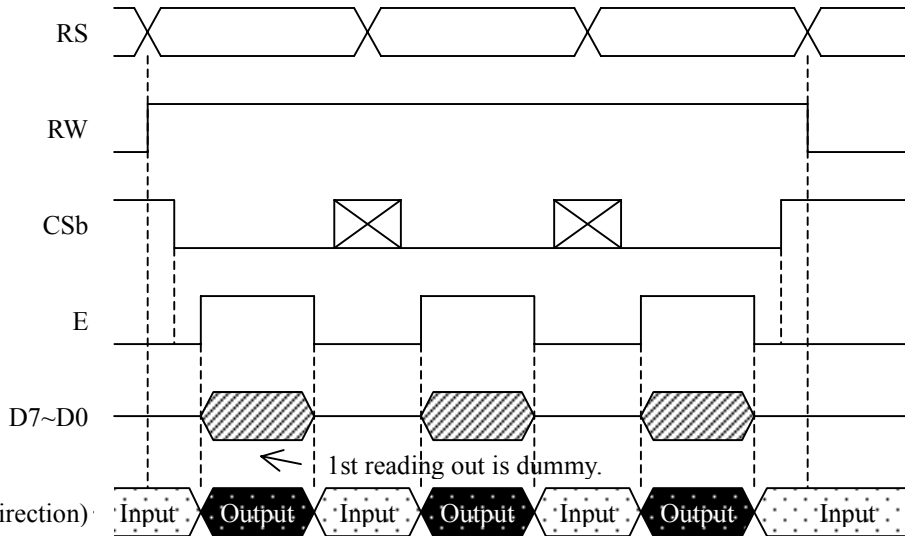 RS
RW
CSb
E
D7~D0
1st reading out is dummy.
irection) Input Output Input Output Input Output Input